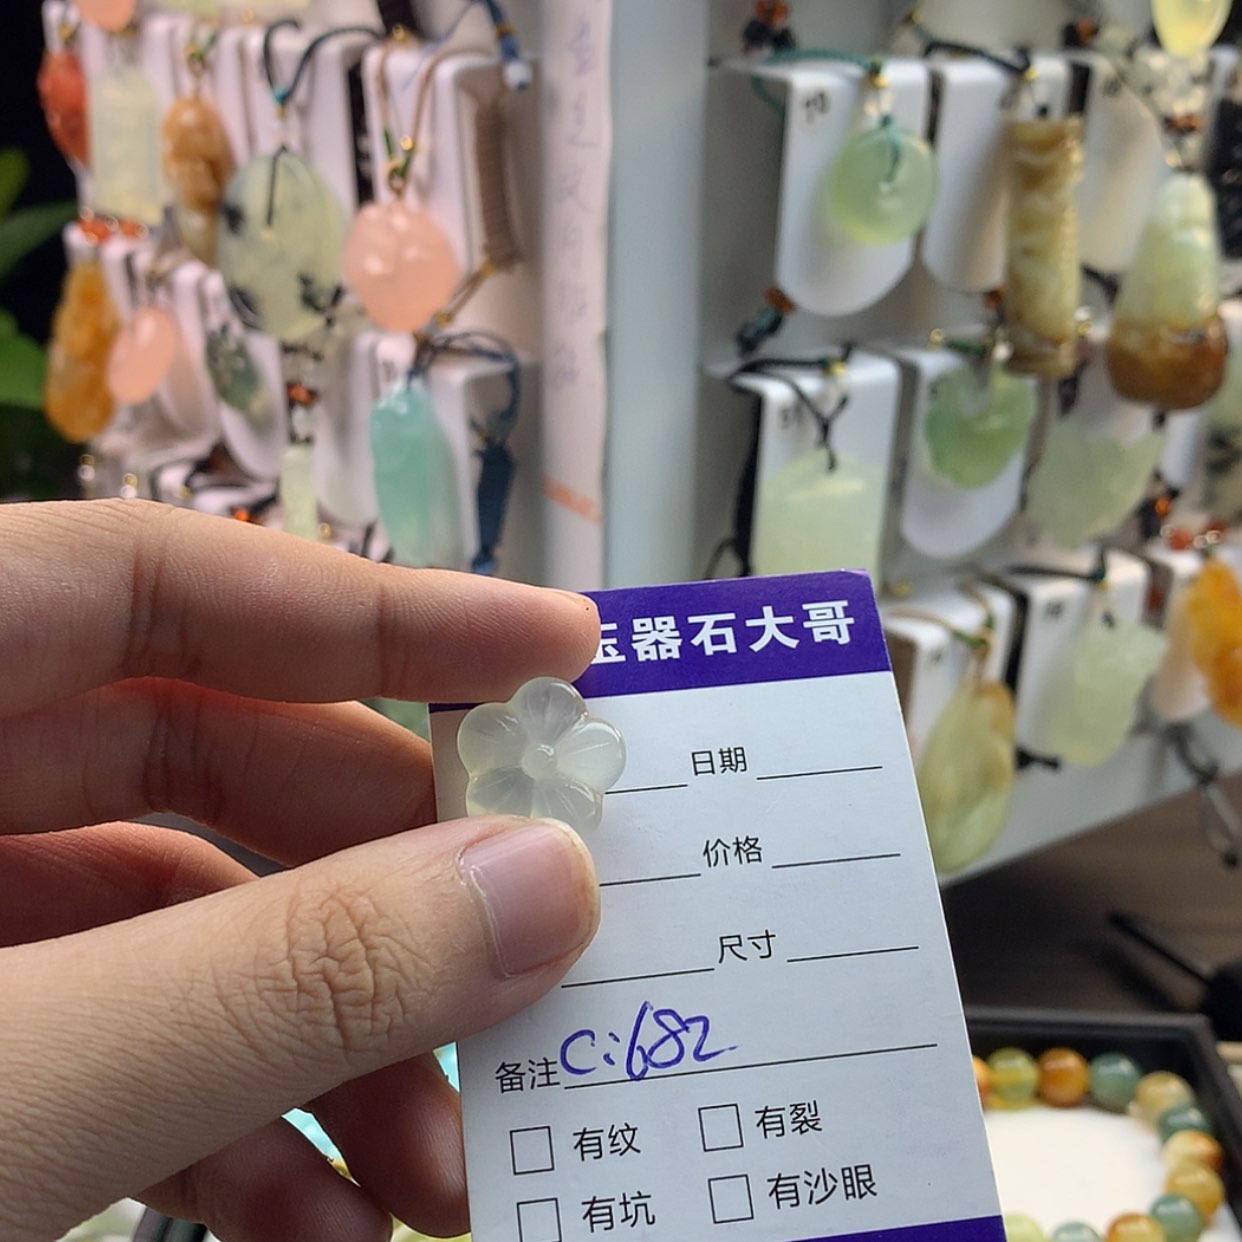 玉器石大哥
日期
价格
尺寸
备注 C:682
有纹 有裂
有坑 有沙眼